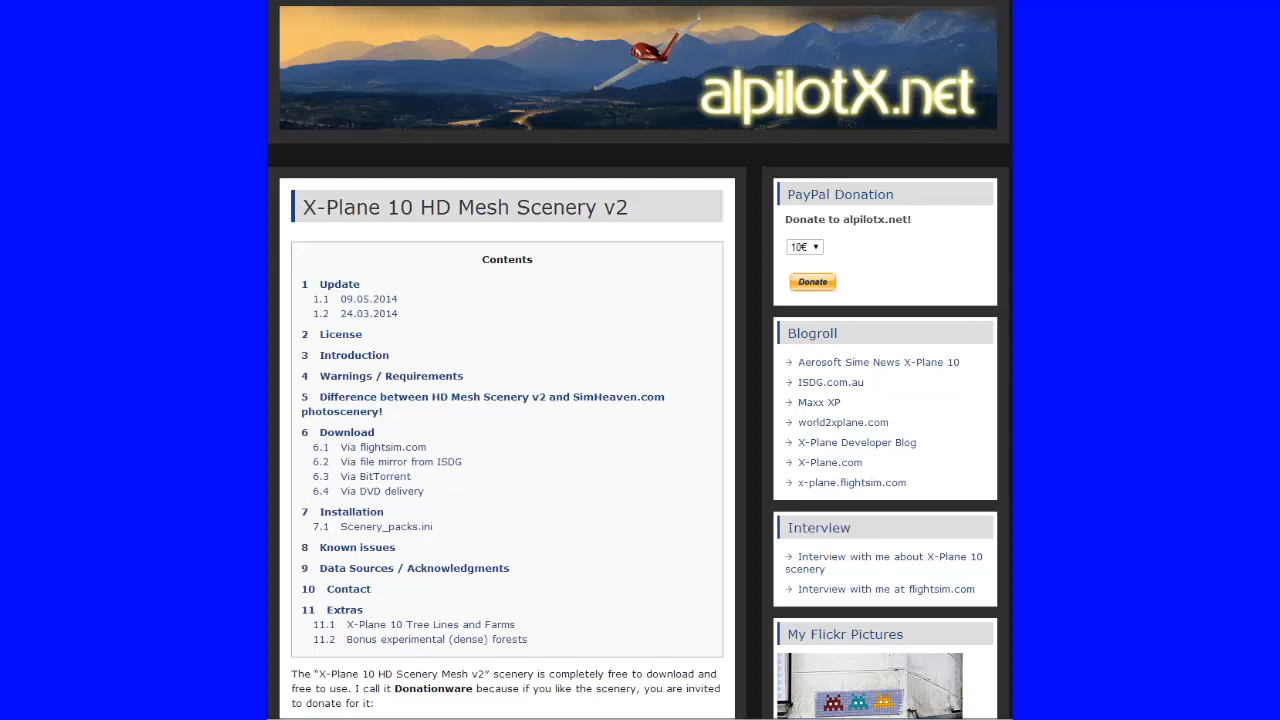 alpilotX.net
X-Plane 10 HD Mesh Scenery v2
Contents
1 Update
1.1 09.05.2014
1.2 24.03.2014
2 License
3 Introduction
4 Warnings / Requirements
5 Difference between HD Mesh Scenery v2 and SimHeaven.com
photoscenery!
6 Download
6.1 Via flightsim.com
6.2 Via file mirror from ISDG
6.3 Via BitTorrent
6.4 Via DVD delivery
7 Installation
7.1 Scenery_packs.ini
8 Known issues
9 Data Sources / Acknowledgments
10 Contact
11 Extras
11.1 X-Plane 10 Tree Lines and Farms
11.2 Bonus experimental (dense) forests
The “X-Plane 10 HD Scenery Mesh v2” scenery is completely free to download and
free to use. I call it Donationware because if you like the scenery, you are invited
to donate for it:
PayPal Donation
Donate to alpilotx.net!
10€
Donate
Blogroll
Aerosoft Sime News X-Plane 10
ISDG.com.au
Maxx XP
world2xplane.com
X-Plane Developer Blog
X-Plane.com
x-plane.flightsim.com
Interview
Interview with me about X-Plane 10
scenery
Interview with me at flightsim.com
My Flickr Pictures